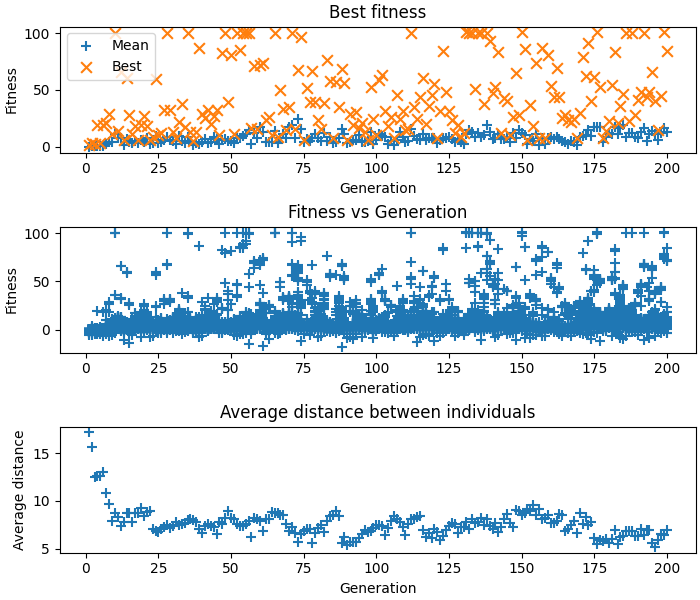 Best fitness
Fitness
100
50
0
Mean
Best
0 25 50 75 100 125 150 175 200
Generation
Fitness vs Generation
Fitness
100
50
0
0 25 50 75 100 125 150 175 200
Generation
Average distance between individuals
Average distance
15
10
5
0 25 50 75 100 125 150 175 200
Generation